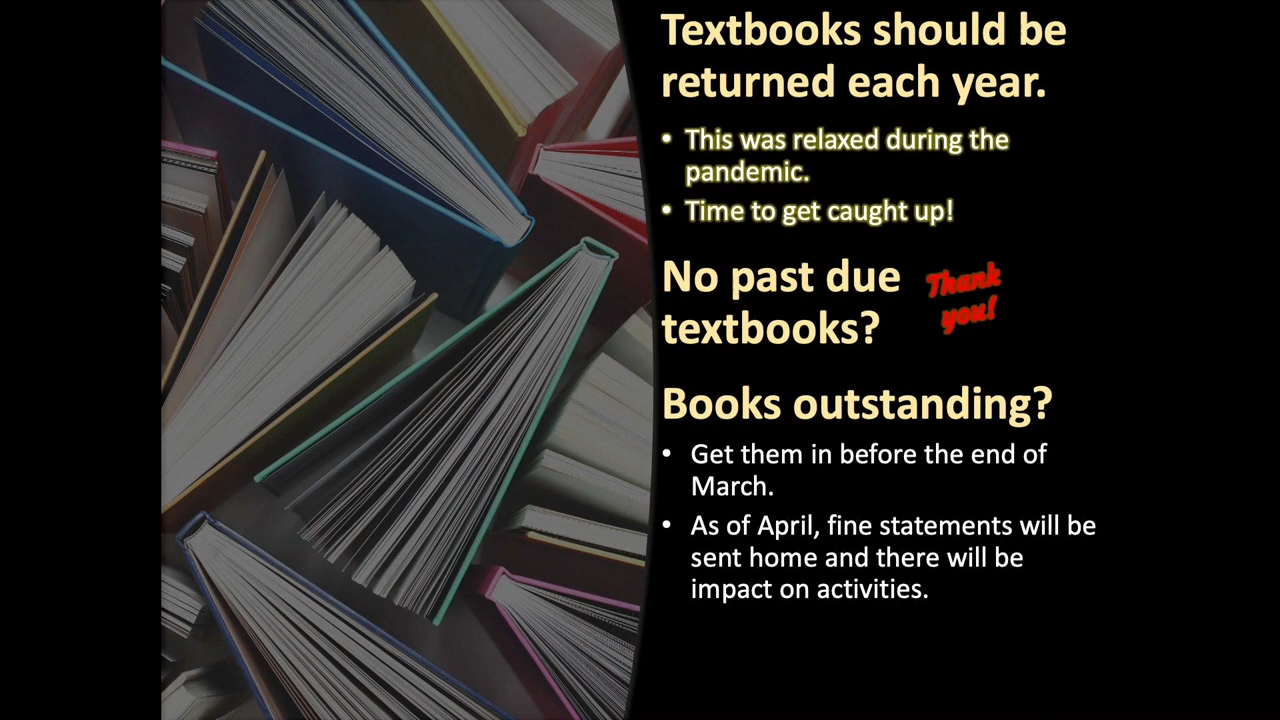 Textbooks should be
returned each year.
• This was relaxed during the
pandemic.
• Time to get caught up!
No past due
textbooks?
Thank
you!
Books outstanding?
• Get them in before the end of
March.
• As of April, fine statements will be
sent home and there will be
impact on activities.